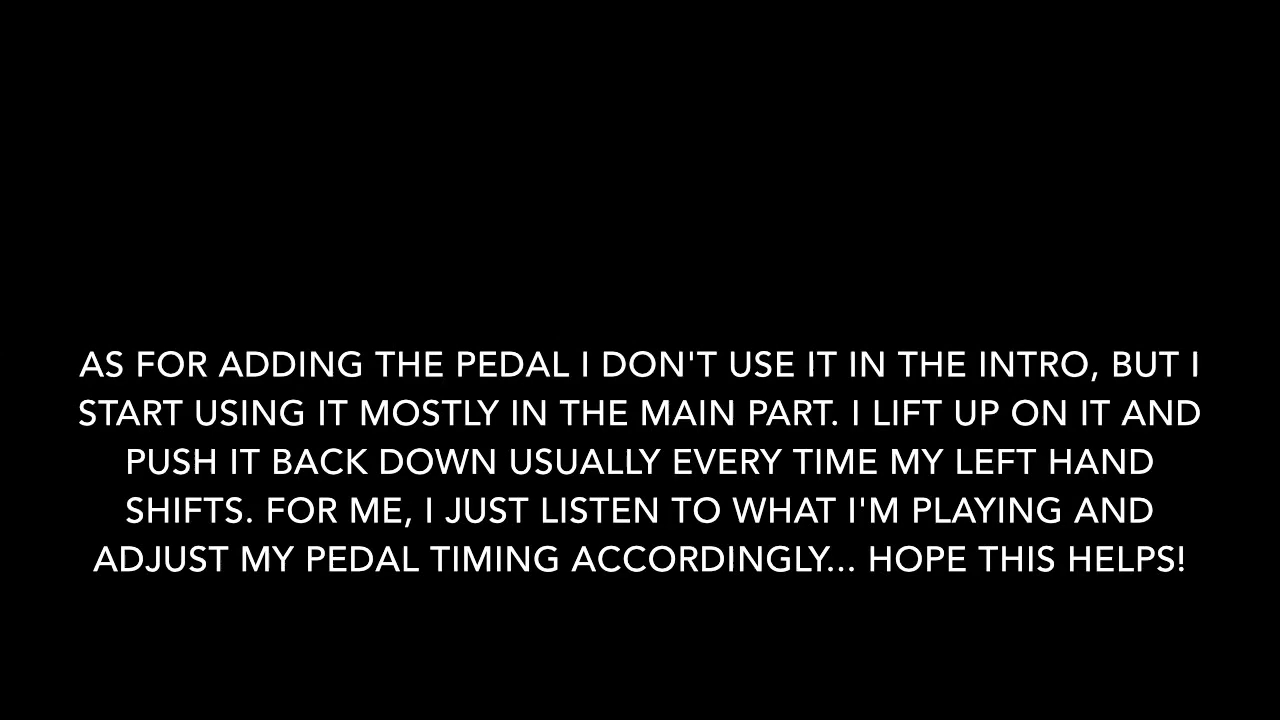 AS FOR ADDING THE PEDAL I DON'T USE IT IN THE INTRO, BUT I
START USING IT MOSTLY IN THE MAIN PART. I LIFT UP ON IT AND
PUSH IT BACK DOWN USUALLY EVERY TIME MY LEFT HAND
SHIFTS. FOR ME, I JUST LISTEN TO WHAT I'M PLAYING AND
ADJUST MY PEDAL TIMING ACCORDINGLY... HOPE THIS HELPS!